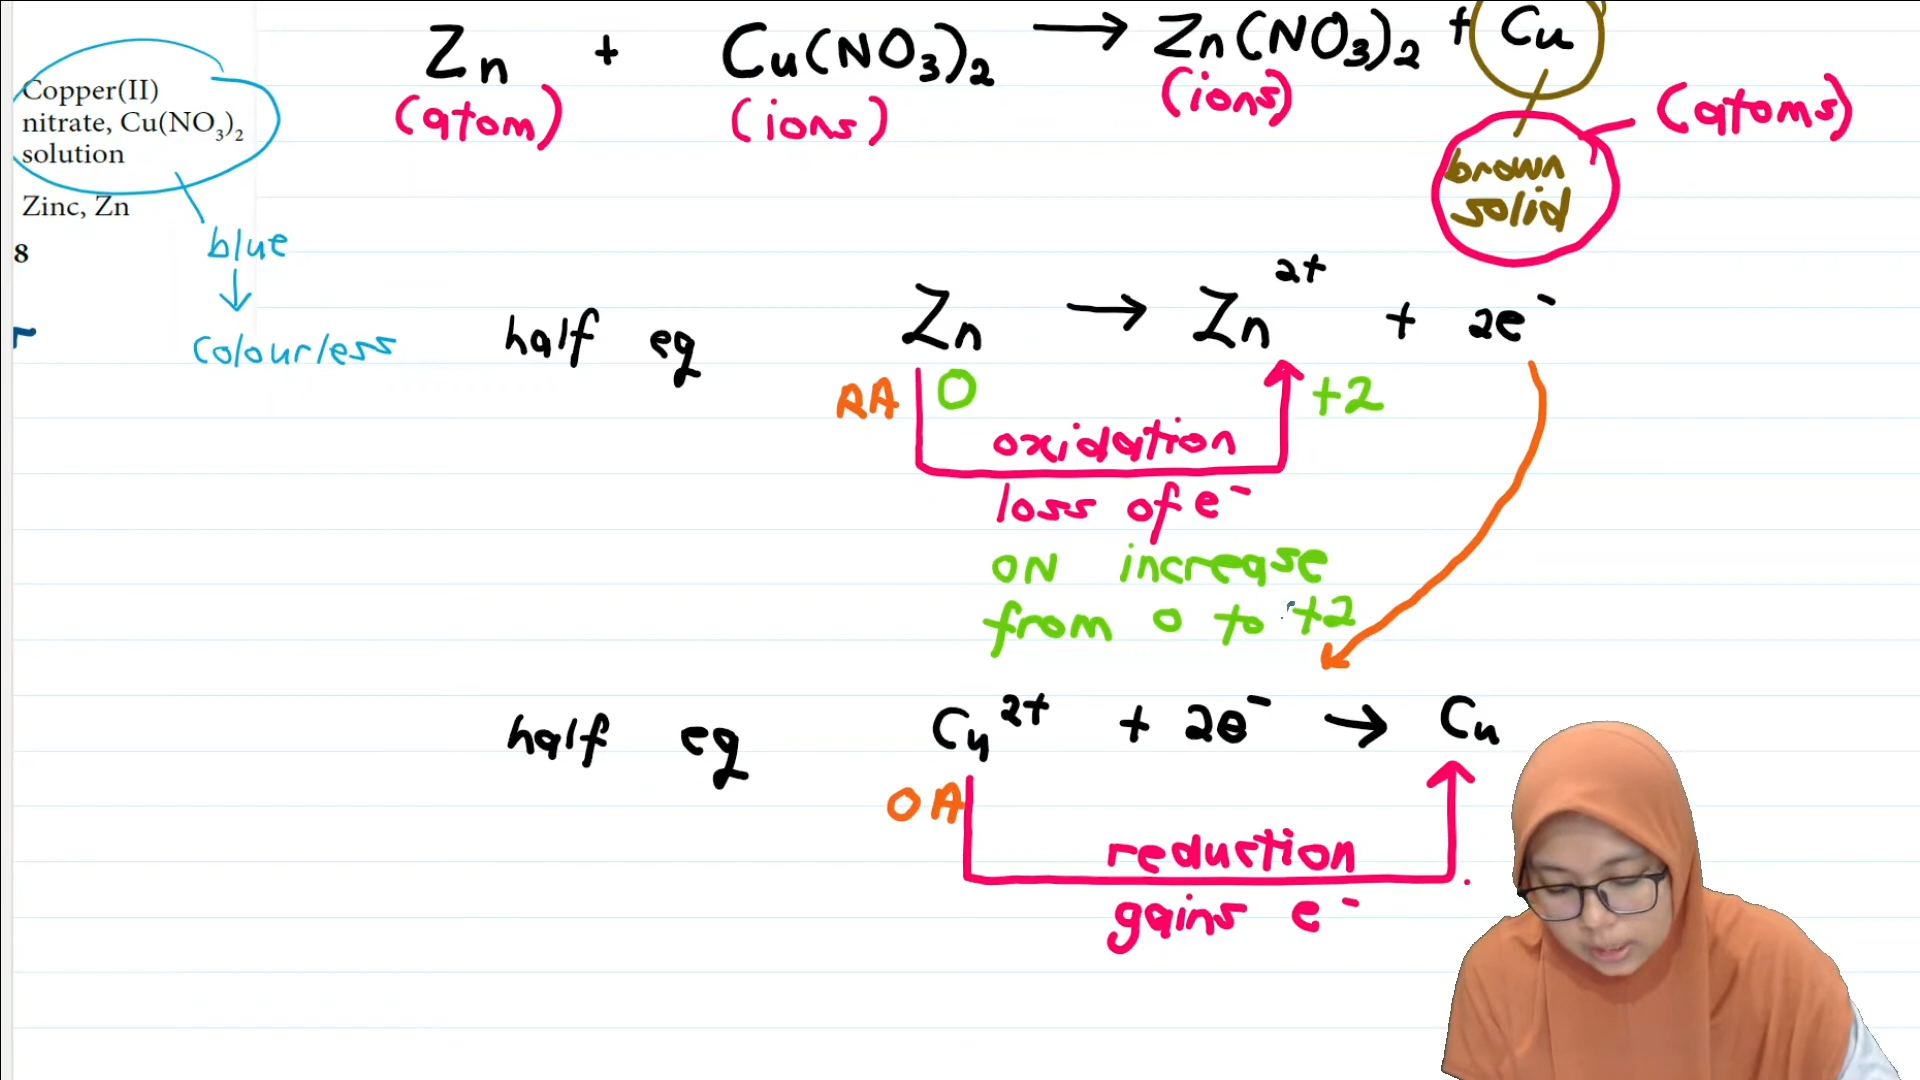 Zn + Cu(NO₃)₂ → Zn(NO₃)₂ + Cu
(atom) (ions) (ions) (atoms)
brown
solid
Copper(II)
nitrate, Cu(NO₃)₂
solution
Zinc, Zn
8
blue
↓
colourless
half eq Zn → Zn²⁺ + 2e⁻
RA 0 +2
oxidation
loss of e⁻
ON increase
from 0 to +2
half eq Cu²⁺ + 2e⁻ → Cu
OA
reduction
gains e⁻